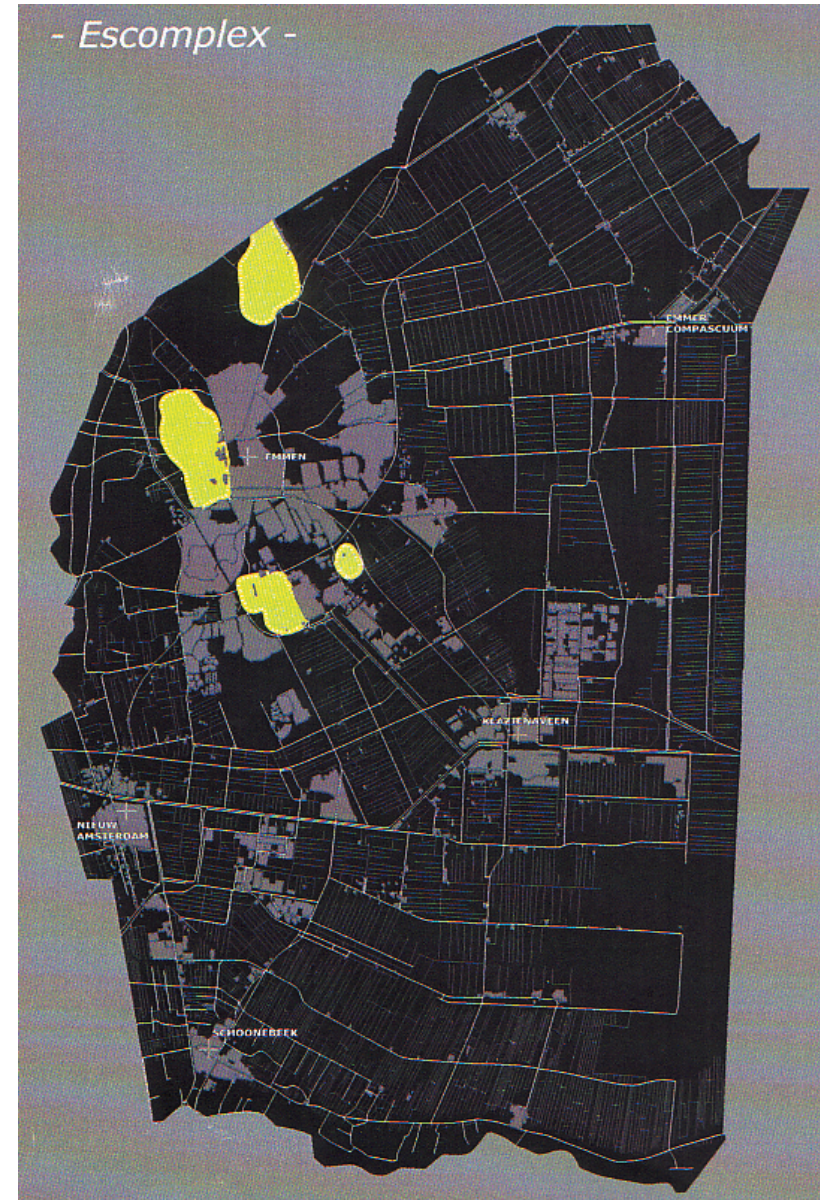 - Escomplex -
EMMER
COMPASCUUM
EMMEN
KLAZIENAVEEN
NIEUW
AMSTERDAM
SCHOONEBEEK